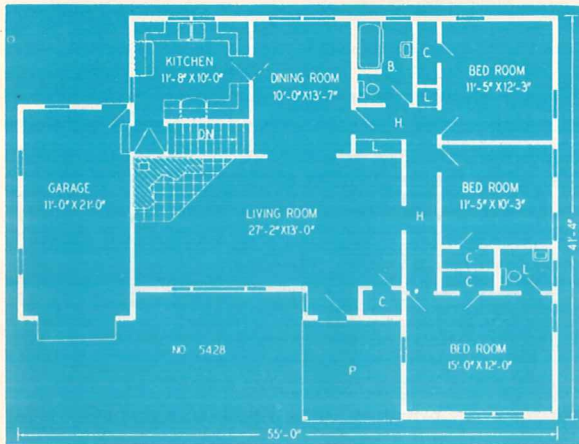 KITCHEN
11'-8" X 10'-0"
DINING ROOM
10'-0" X 13'-7"
B.
C.
L.
BED ROOM
11'-5" X 12'-3"
H.
DN.
L.
GARAGE
11'-0" X 21'-0"
LIVING ROOM
27'-2" X 13'-0"
H.
BED ROOM
11'-5" X 10'-3"
C.
C.
L.
C.
41'-4"
NO 5428
P.
BED ROOM
15'-0" X 12'-0"
55'-0"